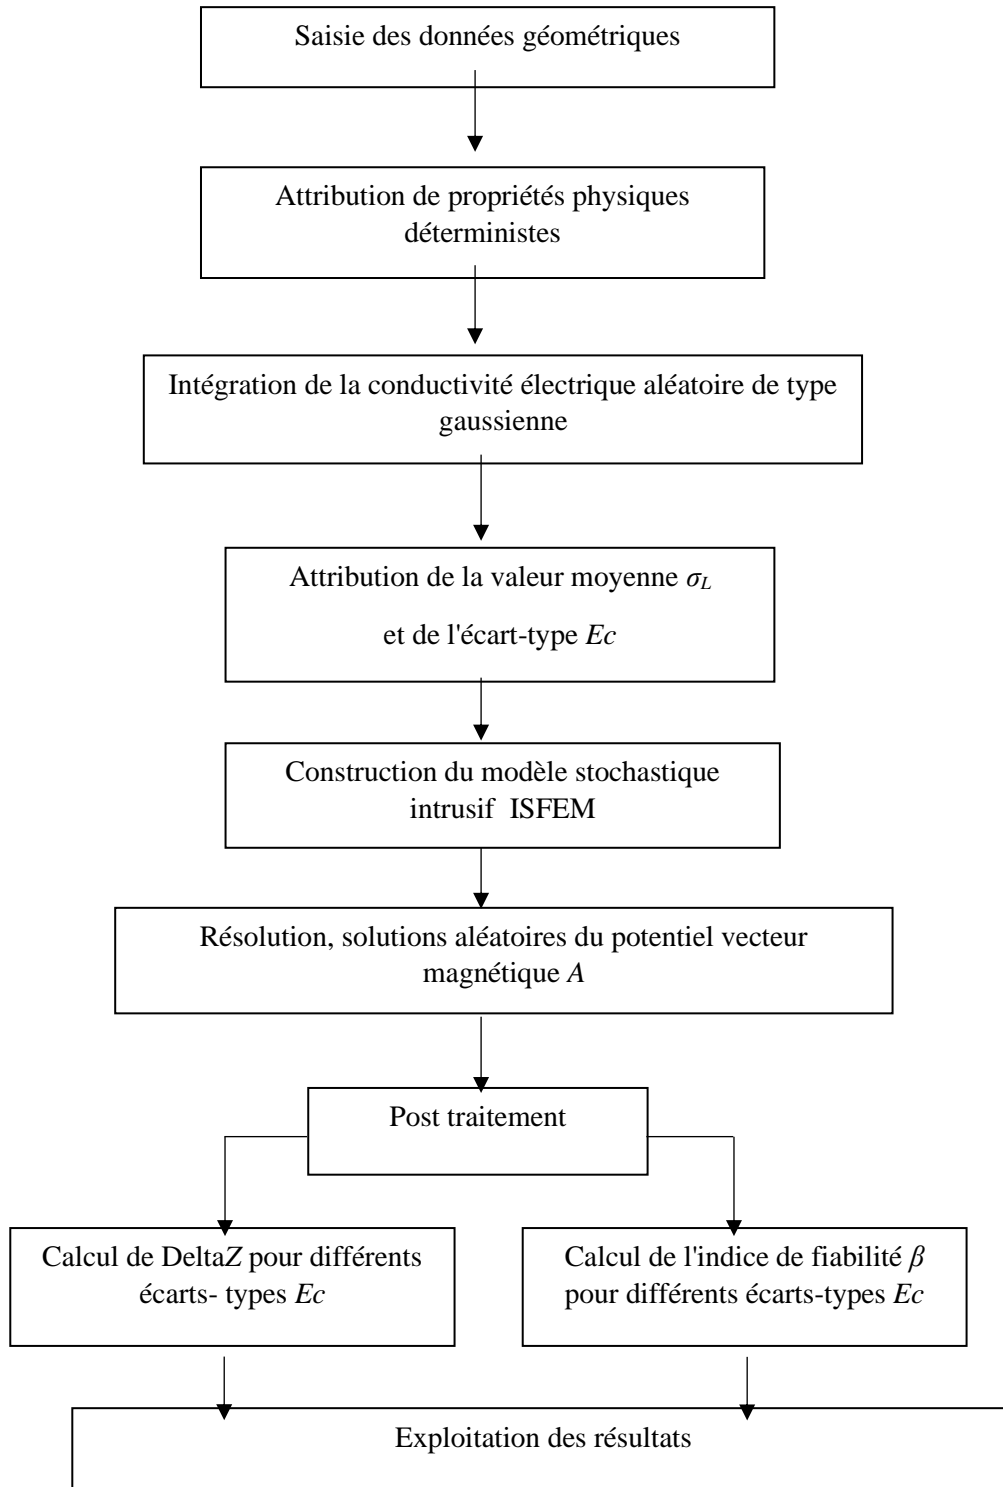 Saisie des données géométriques
Attribution de propriétés physiques
déterministes
Intégration de la conductivité électrique aléatoire de type
gaussienne
Attribution de la valeur moyenne σL
et de l'écart-type Ec
Construction du modèle stochastique
intrusif ISFEM
Résolution, solutions aléatoires du potentiel vecteur
magnétique A
Post traitement
Calcul de DeltaZ pour différents
écarts- types Ec
Calcul de l'indice de fiabilité β
pour différents écarts-types Ec
Exploitation des résultats